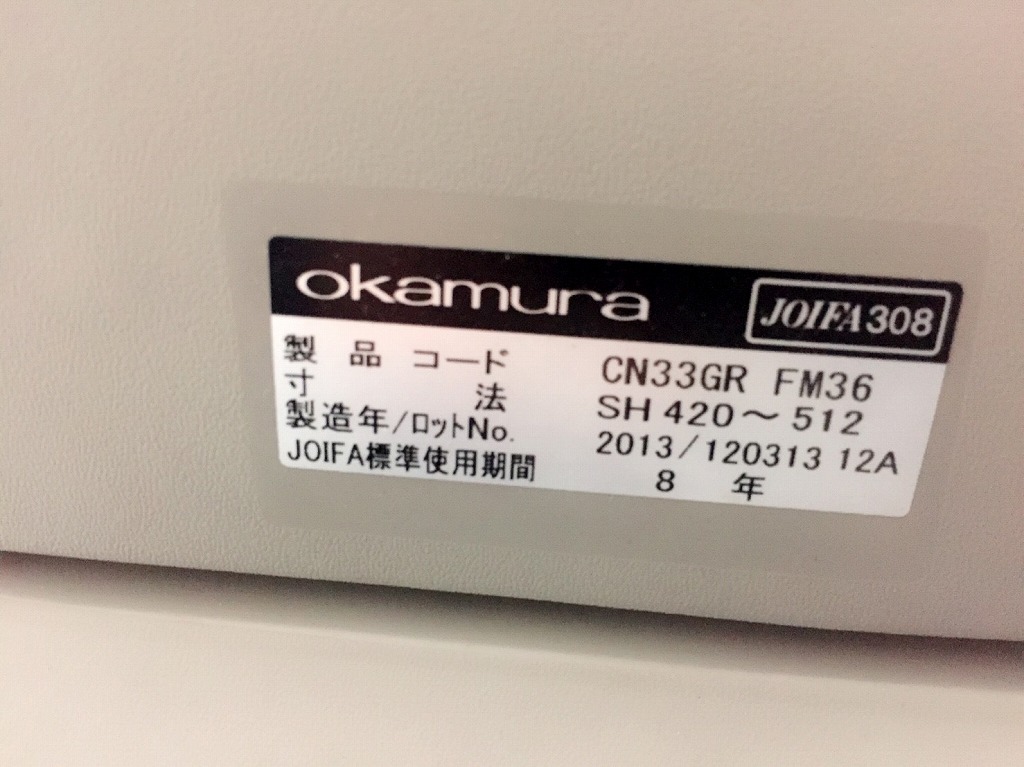 okamura JOIFA308
製品コード CN33GR FM36
寸法 SH 420～512
製造年/ロットNo. 2013/120313 12A
JOIFA標準使用期間 8 年